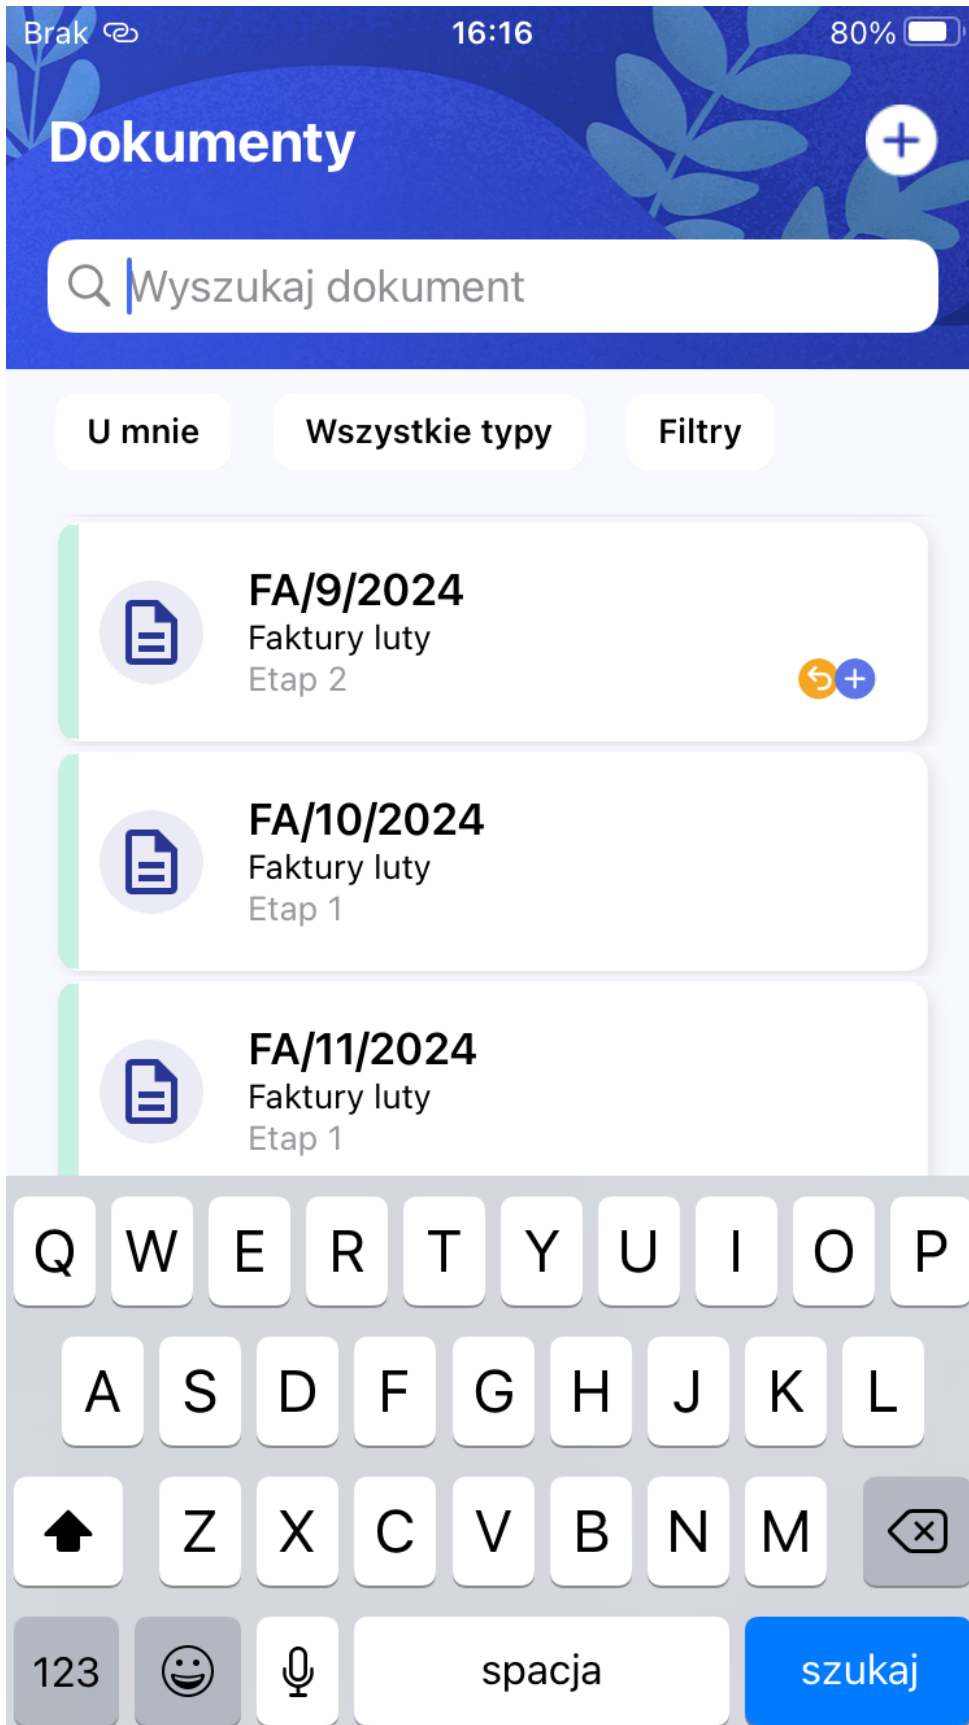 Brak 16:16 80%
Dokumenty
Wyszukaj dokument
U mnie Wszystkie typy Filtry
FA/9/2024
Faktury luty
Etap 2
FA/10/2024
Faktury luty
Etap 1
FA/11/2024
Faktury luty
Etap 1
Q W E R T Y U I O P
A S D F G H J K L
Z X C V B N M
123 spacja szukaj